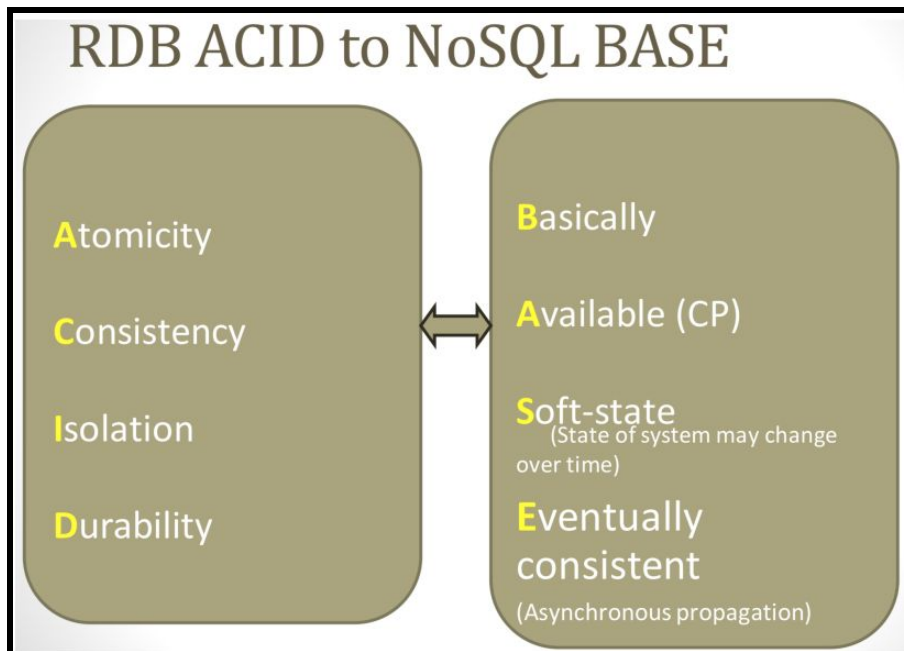 RDB ACID to NoSQL BASE
Atomicity
Consistency
Isolation
Durability
Basically
Available (CP)
Soft-state
(State of system may change
over time)
Eventually
consistent
(Asynchronous propagation)